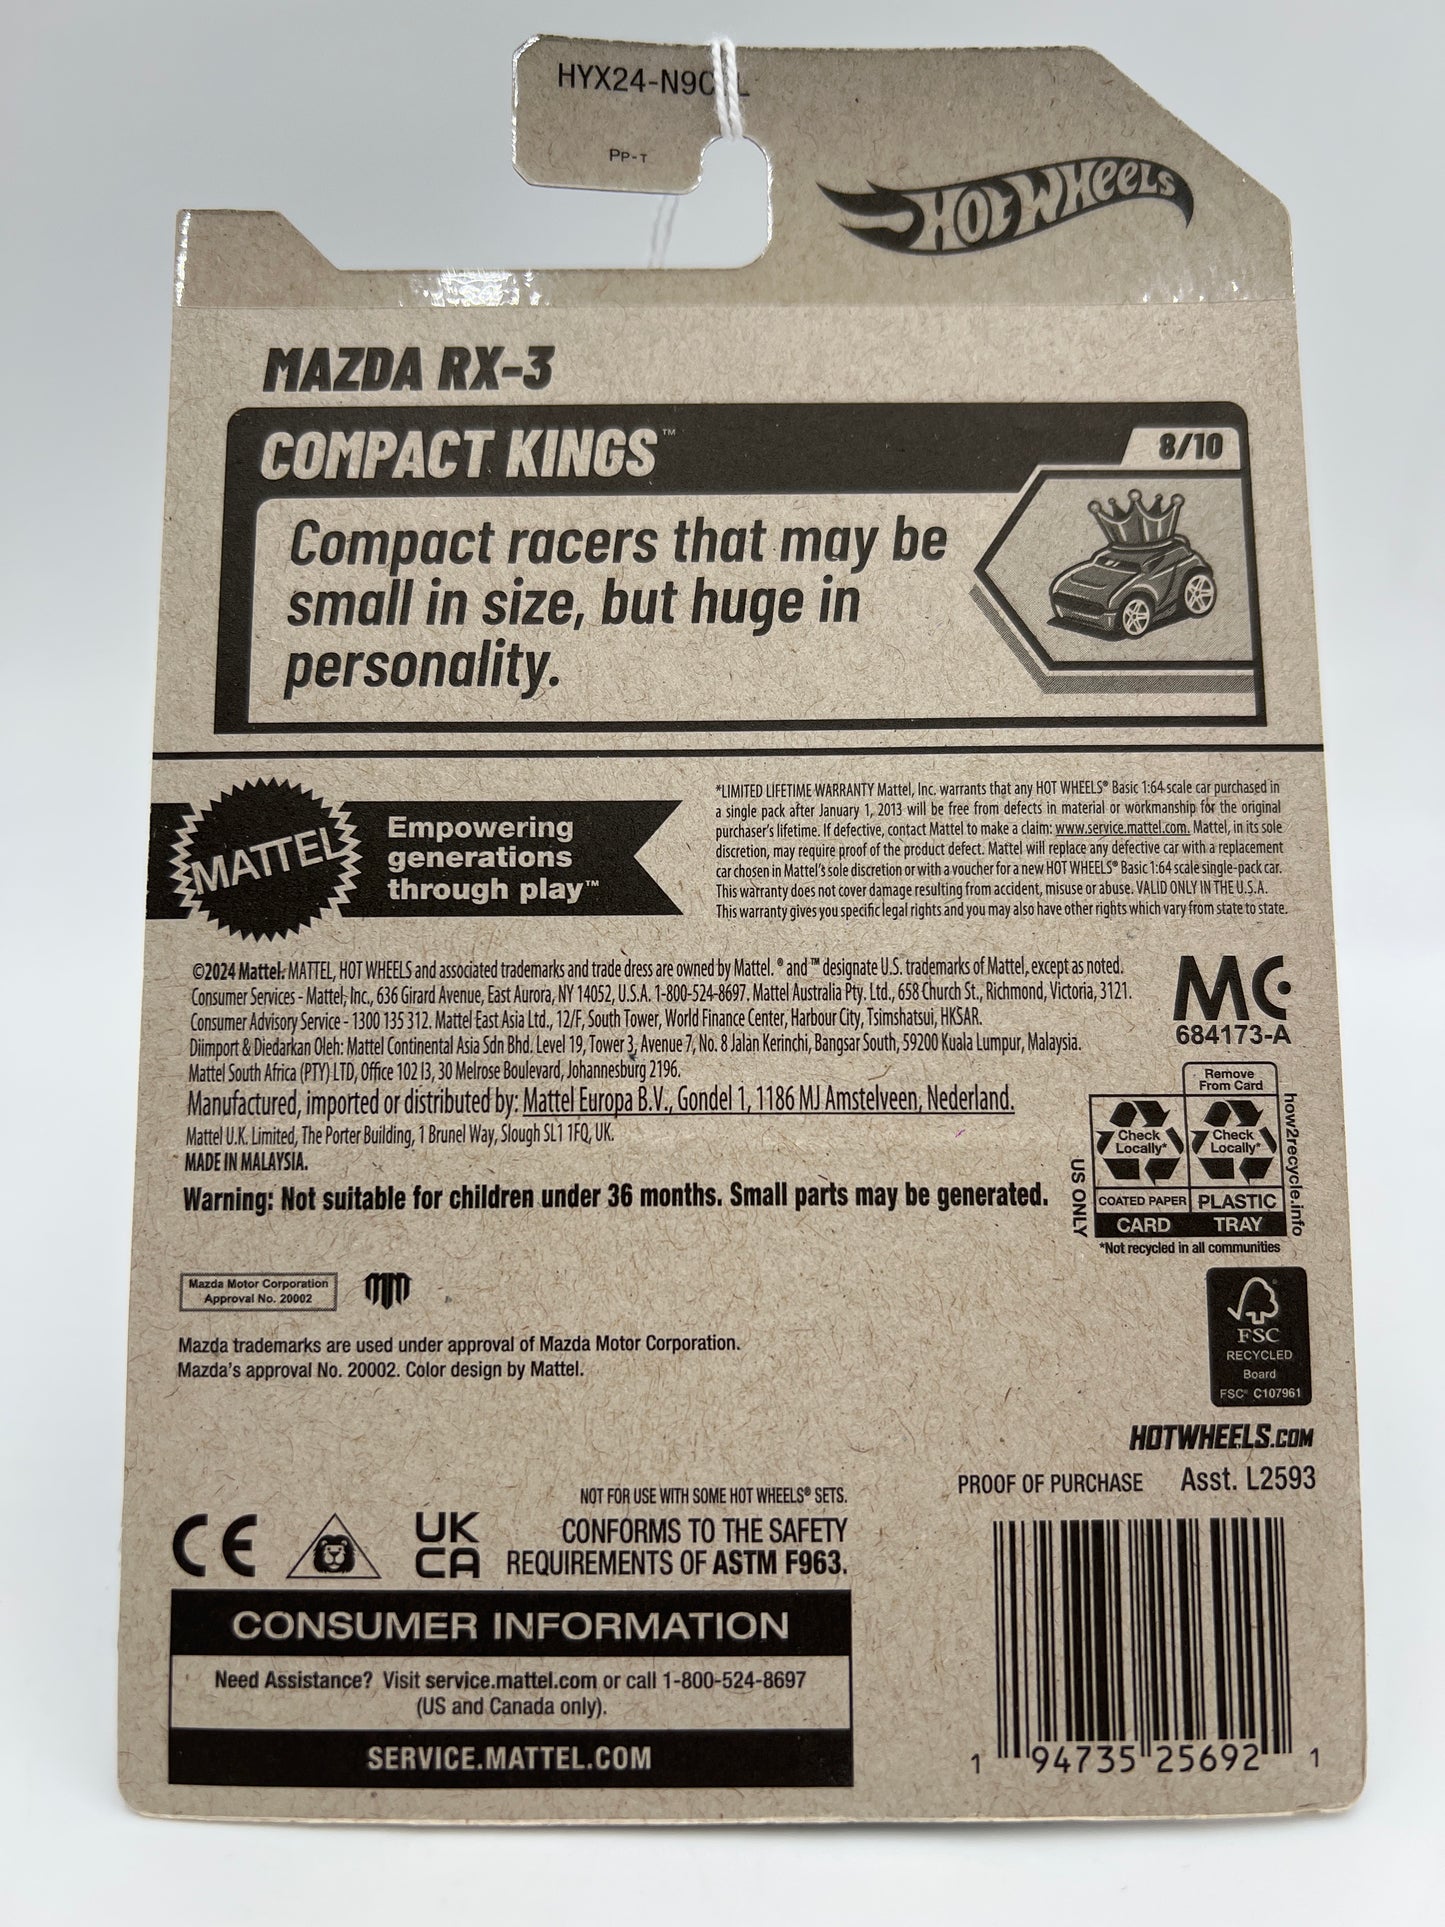 HYX24-N9C
PP-T
HOT WHEELS
MAZDA RX-3
COMPACT KINGS™
8/10
Compact racers that may be
small in size, but huge in
personality.
MATTEL
Empowering
generations
through play™
*LIMITED LIFETIME WARRANTY Mattel, Inc. warrants that any HOT WHEELS® Basic 1:64 scale car purchased in
a single pack after January 1, 2013 will be free from defects in material or workmanship for the original
purchaser's lifetime. If defective, contact Mattel to make a claim: www.service.mattel.com. Mattel, in its sole
discretion, may require proof of the product defect. Mattel will replace any defective car with a replacement
car chosen in Mattel's sole discretion or with a voucher for a new HOT WHEELS® Basic 1:64 scale single-pack car.
This warranty does not cover damage resulting from accident, misuse or abuse. VALID ONLY IN THE U.S.A.
This warranty gives you specific legal rights and you may also have other rights which vary from state to state.
©2024 Mattel. MATTEL, HOT WHEELS and associated trademarks and trade dress are owned by Mattel. ® and ™ designate U.S. trademarks of Mattel, except as noted.
Consumer Services - Mattel, Inc., 636 Girard Avenue, East Aurora, NY 14052, U.S.A. 1-800-524-8697. Mattel Australia Pty. Ltd., 658 Church St., Richmond, Victoria, 3121.
Consumer Advisory Service - 1300 135 312. Mattel East Asia Ltd., 12/F, South Tower, World Finance Center, Harbour City, Tsimshatsui, HKSAR.
Diimport & Diedarkan Oleh: Mattel Continental Asia Sdn Bhd. Level 19, Tower 3, Avenue 7, No. 8 Jalan Kerinchi, Bangsar South, 59200 Kuala Lumpur, Malaysia.
Mattel South Africa (PTY) LTD, Office 102 I3, 30 Melrose Boulevard, Johannesburg 2196.
Manufactured, imported or distributed by: Mattel Europa B.V., Gondel 1, 1186 MJ Amstelveen, Nederland.
Mattel U.K. Limited, The Porter Building, 1 Brunel Way, Slough SL1 1FQ, UK.
MADE IN MALAYSIA.
Warning: Not suitable for children under 36 months. Small parts may be generated.
MC
684173-A
Remove
From Card
Check
Locally*
Check
Locally*
COATED PAPER
PLASTIC
CARD
TRAY
US ONLY
how2recycle.info
*Not recycled in all communities
Mazda Motor Corporation
Approval No. 20002
Mazda trademarks are used under approval of Mazda Motor Corporation.
Mazda's approval No. 20002. Color design by Mattel.
FSC
RECYCLED
Board
FSC® C107961
HOTWHEELS.COM
PROOF OF PURCHASE
Asst. L2593
NOT FOR USE WITH SOME HOT WHEELS® SETS.
CE
UK
CA
CONFORMS TO THE SAFETY
REQUIREMENTS OF ASTM F963.
CONSUMER INFORMATION
Need Assistance? Visit service.mattel.com or call 1-800-524-8697
(US and Canada only).
SERVICE.MATTEL.COM
1 94735 25692 1